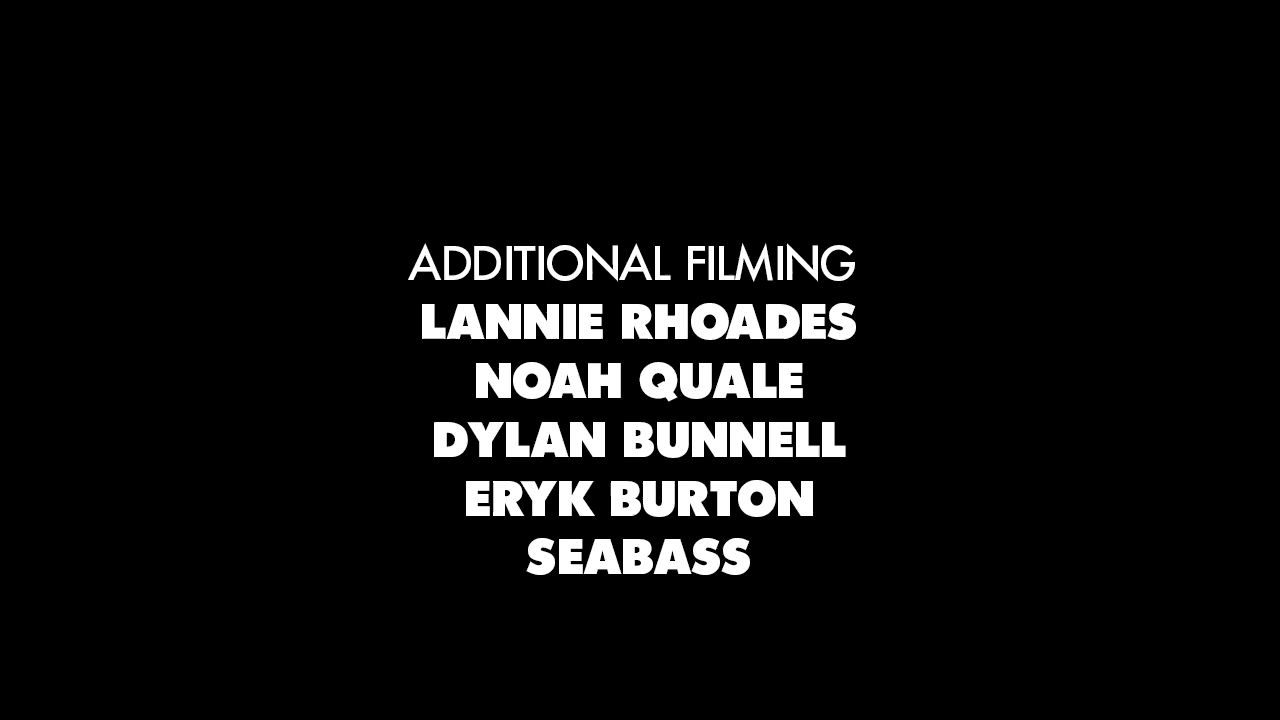 ADDITIONAL FILMING
LANNIE RHOADES
NOAH QUALE
DYLAN BUNNELL
ERYK BURTON
SEABASS